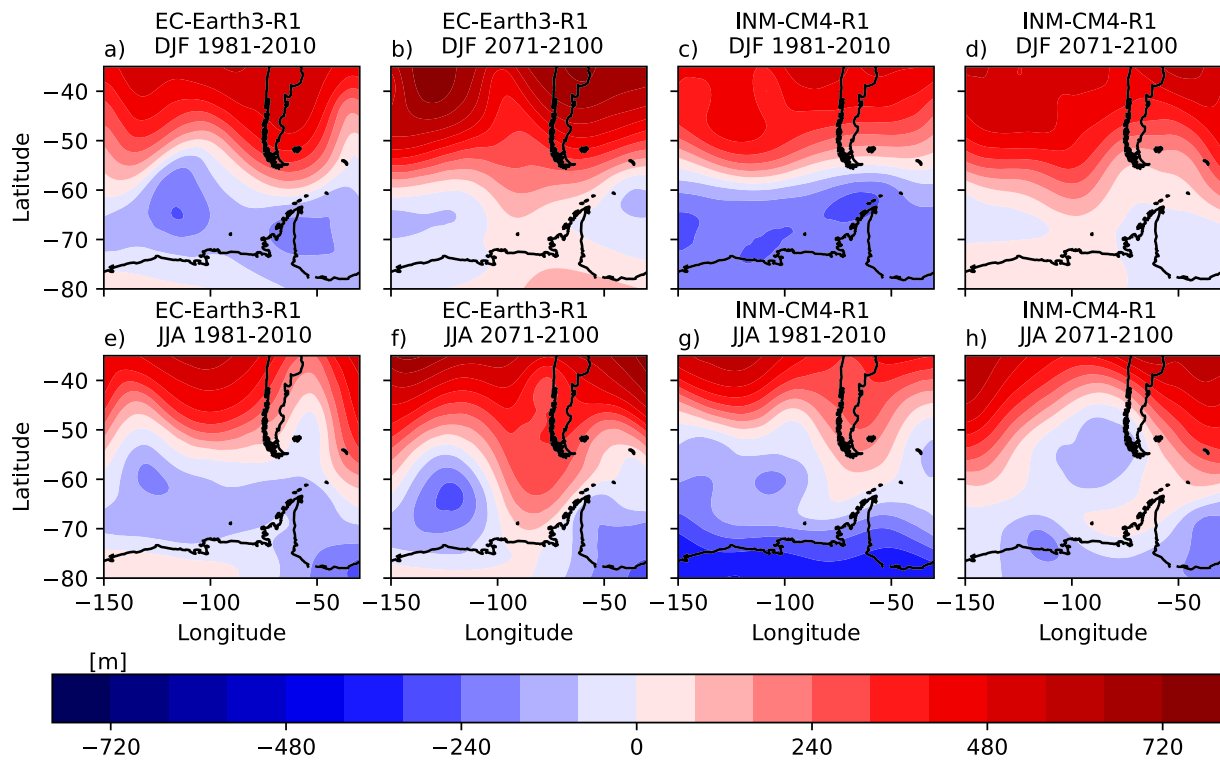 EC-Earth3-R1
a) DJF 1981-2010
EC-Earth3-R1
b) DJF 2071-2100
INM-CM4-R1
c) DJF 1981-2010
INM-CM4-R1
d) DJF 2071-2100
Latitude
−40
−50
−60
−70
−80
EC-Earth3-R1
e) JJA 1981-2010
EC-Earth3-R1
f) JJA 2071-2100
INM-CM4-R1
g) JJA 1981-2010
INM-CM4-R1
h) JJA 2071-2100
Latitude
−40
−50
−60
−70
−80
−150 −100 −50 −150 −100 −50 −150 −100 −50 −150 −100 −50
Longitude Longitude Longitude Longitude
[m]
−720 −480 −240 0 240 480 720